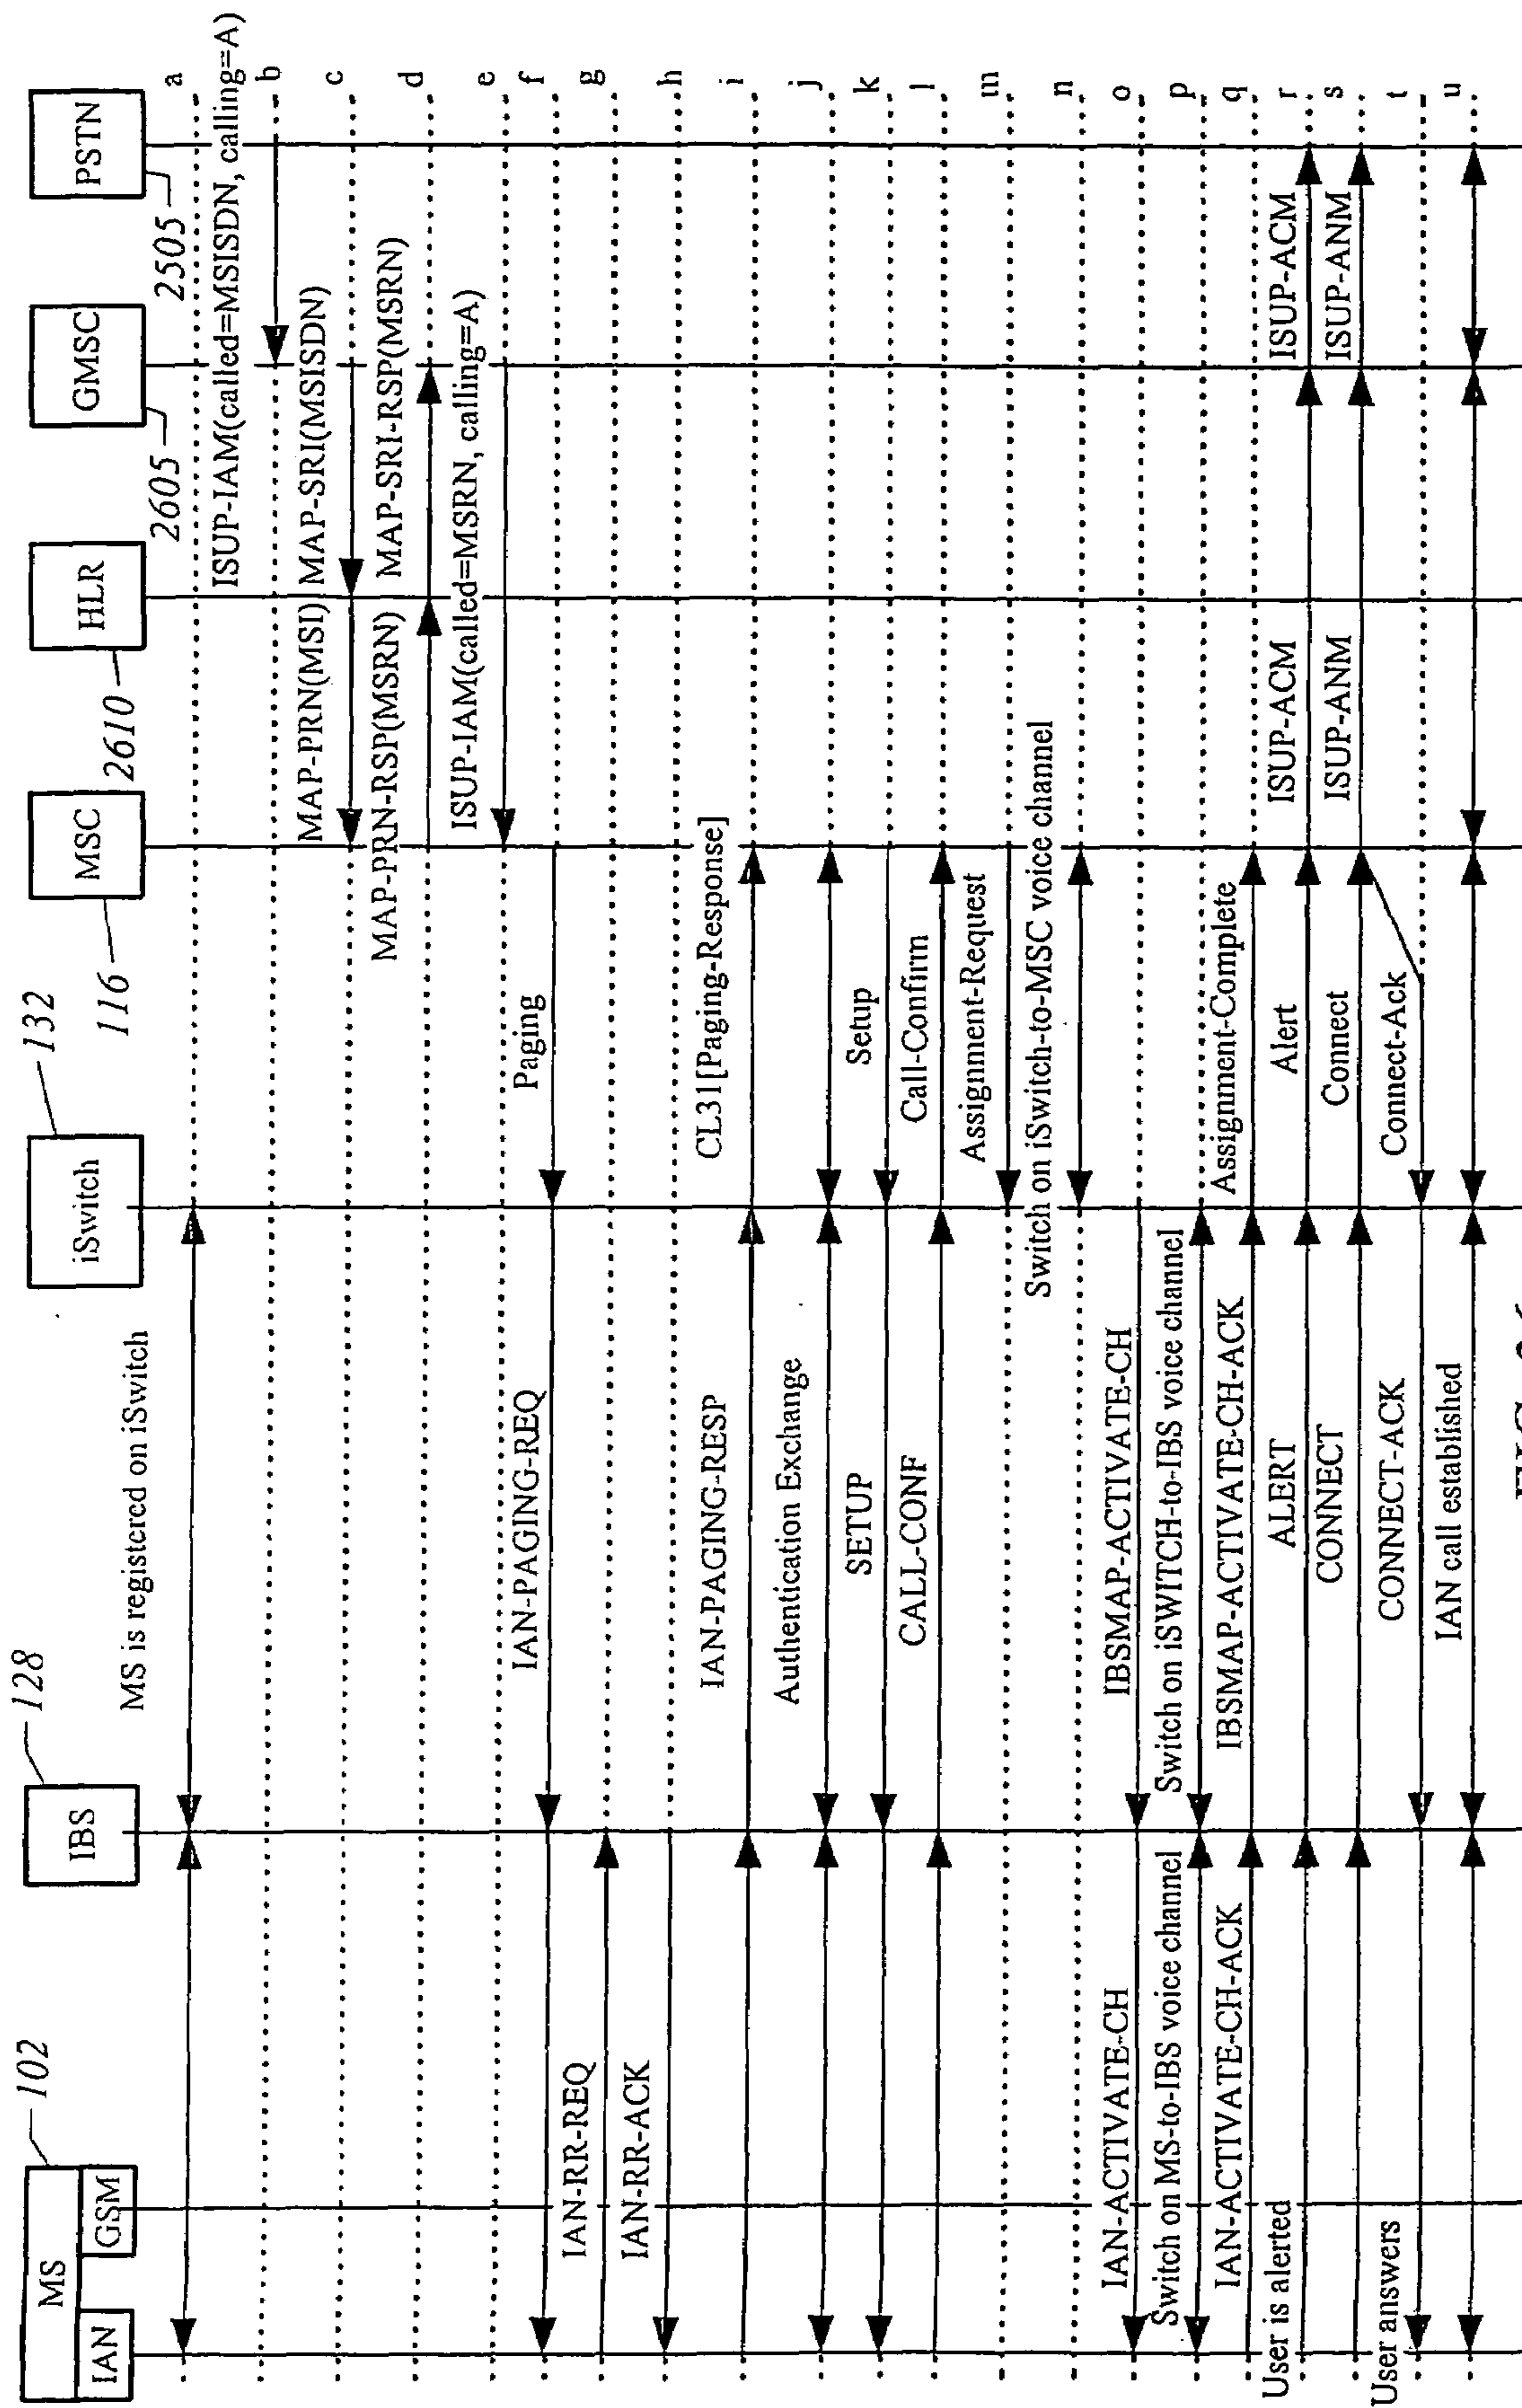 MS
IAN
GSM
102
IBS
128
iSwitch
132
MSC
116
HLR
2610
GMSC
2605
PSTN
2505
a
MS is registered on iSwitch
b
ISUP-IAM(called=MSISDN, calling=A)
c
MAP-PRN(MSI)
MAP-SRI(MSISDN)
d
MAP-PRN-RSP(MSRN)
MAP-SRI-RSP(MSRN)
e
ISUP-IAM(called=MSRN, calling=A)
f
IAN-PAGING-REQ
Paging
g
IAN-RR-REQ
h
IAN-RR-ACK
i
IAN-PAGING-RESP
CL31[Paging-Response]
j
Authentication Exchange
k
SETUP
Setup
l
CALL-CONF
Call-Confirm
m
Assignment-Request
n
Switch on iSwitch-to-MSC voice channel
o
IAN-ACTIVATE-CH
IBSMAP-ACTIVATE-CH
p
Switch on MS-to-IBS voice channel
Switch on iSWITCH-to-IBS voice channel
q
IAN-ACTIVATE-CH-ACK
IBSMAP-ACTIVATE-CH-ACK
Assignment-Complete
r
User is alerted
ALERT
Alert
ISUP-ACM
ISUP-ACM
s
CONNECT
Connect
ISUP-ANM
ISUP-ANM
t
User answers
CONNECT-ACK
Connect-Ack
u
IAN call established